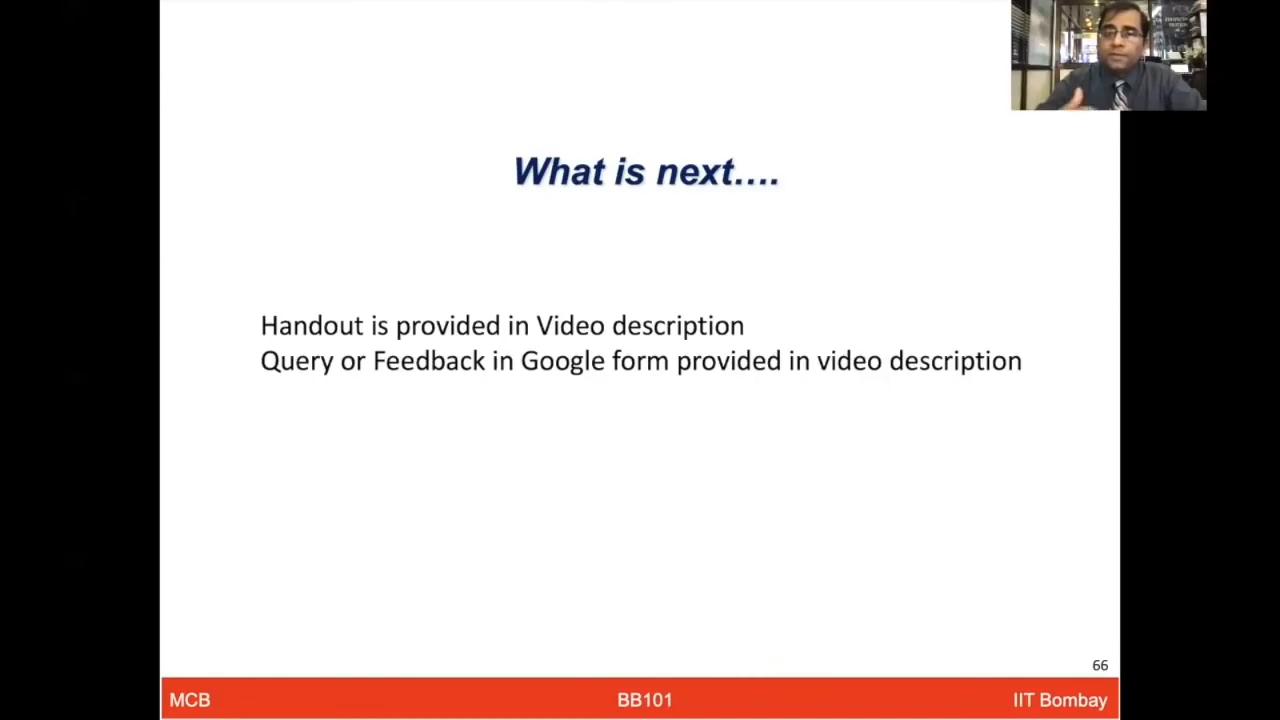 What is next….
Handout is provided in Video description
Query or Feedback in Google form provided in video description
66
MCB BB101 IIT Bombay